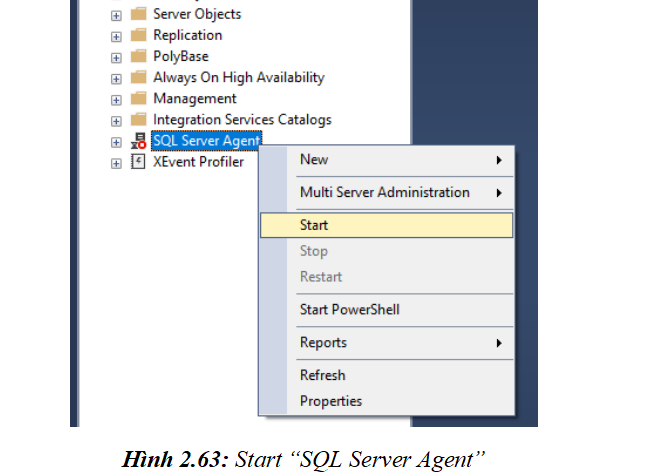 Server Objects
Replication
PolyBase
Always On High Availability
Management
Integration Services Catalogs
SQL Server Agent
XEvent Profiler
New
Multi Server Administration
Start
Stop
Restart
Start PowerShell
Reports
Refresh
Properties
Hình 2.63: Start “SQL Server Agent”